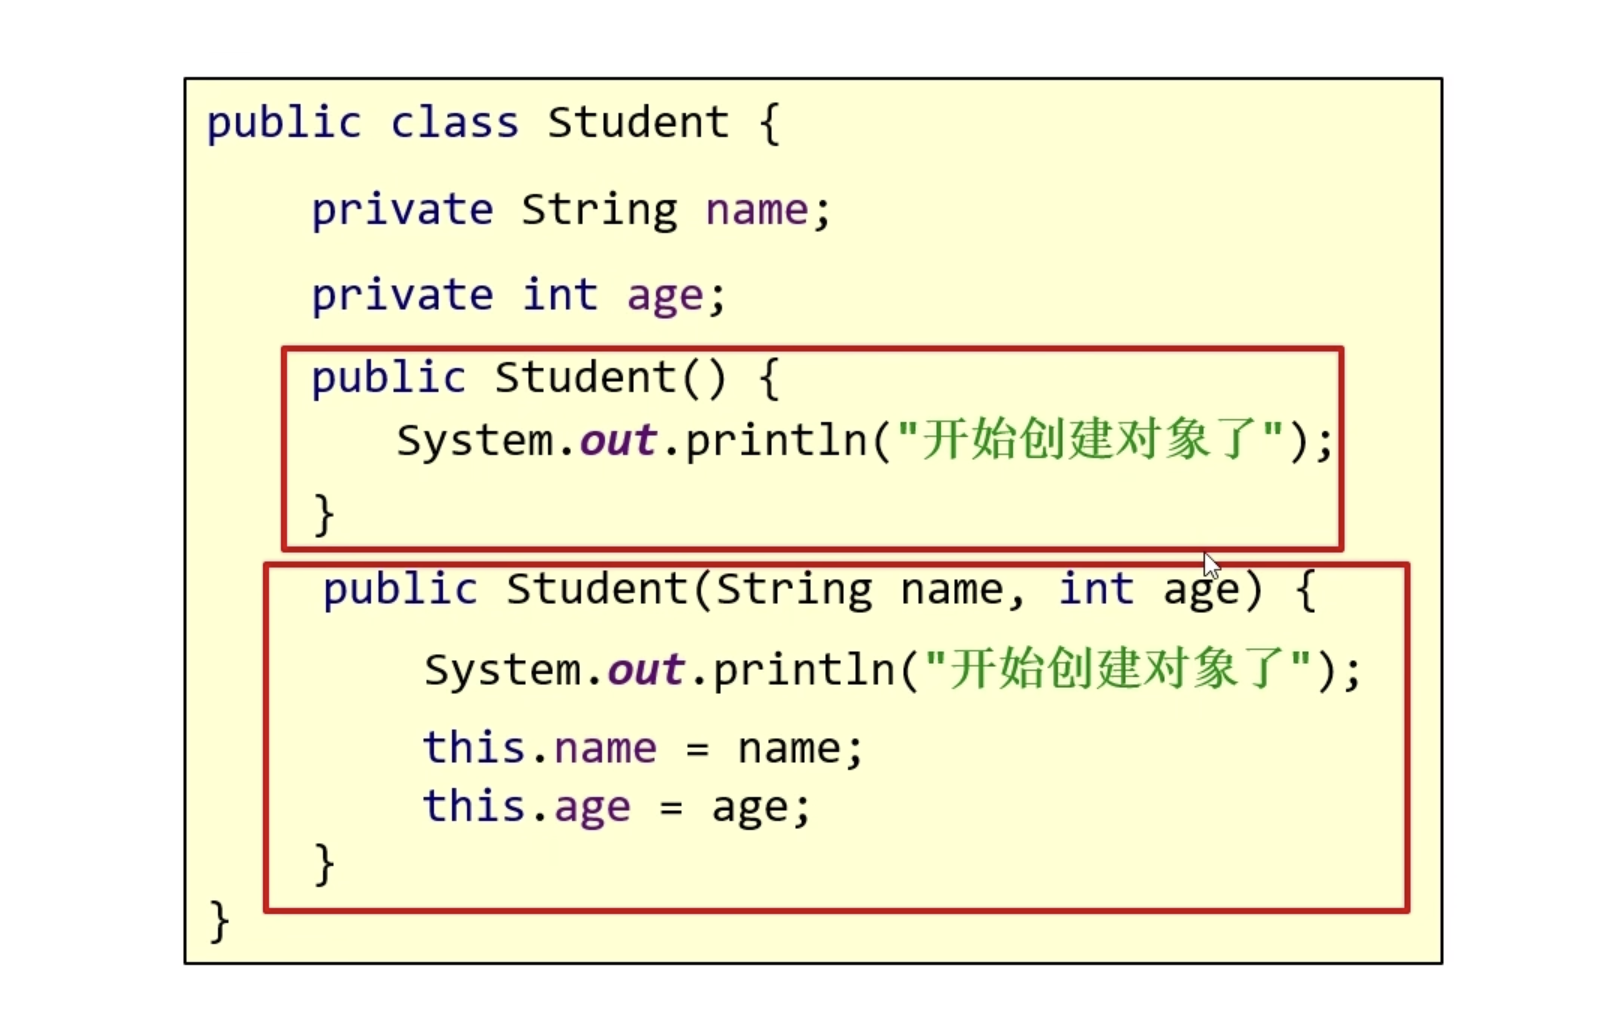 public class Student {
private String name;
private int age;
public Student() {
System.out.println("开始创建对象了");
}
public Student(String name, int age) {
System.out.println("开始创建对象了");
this.name = name;
this.age = age;
}
}